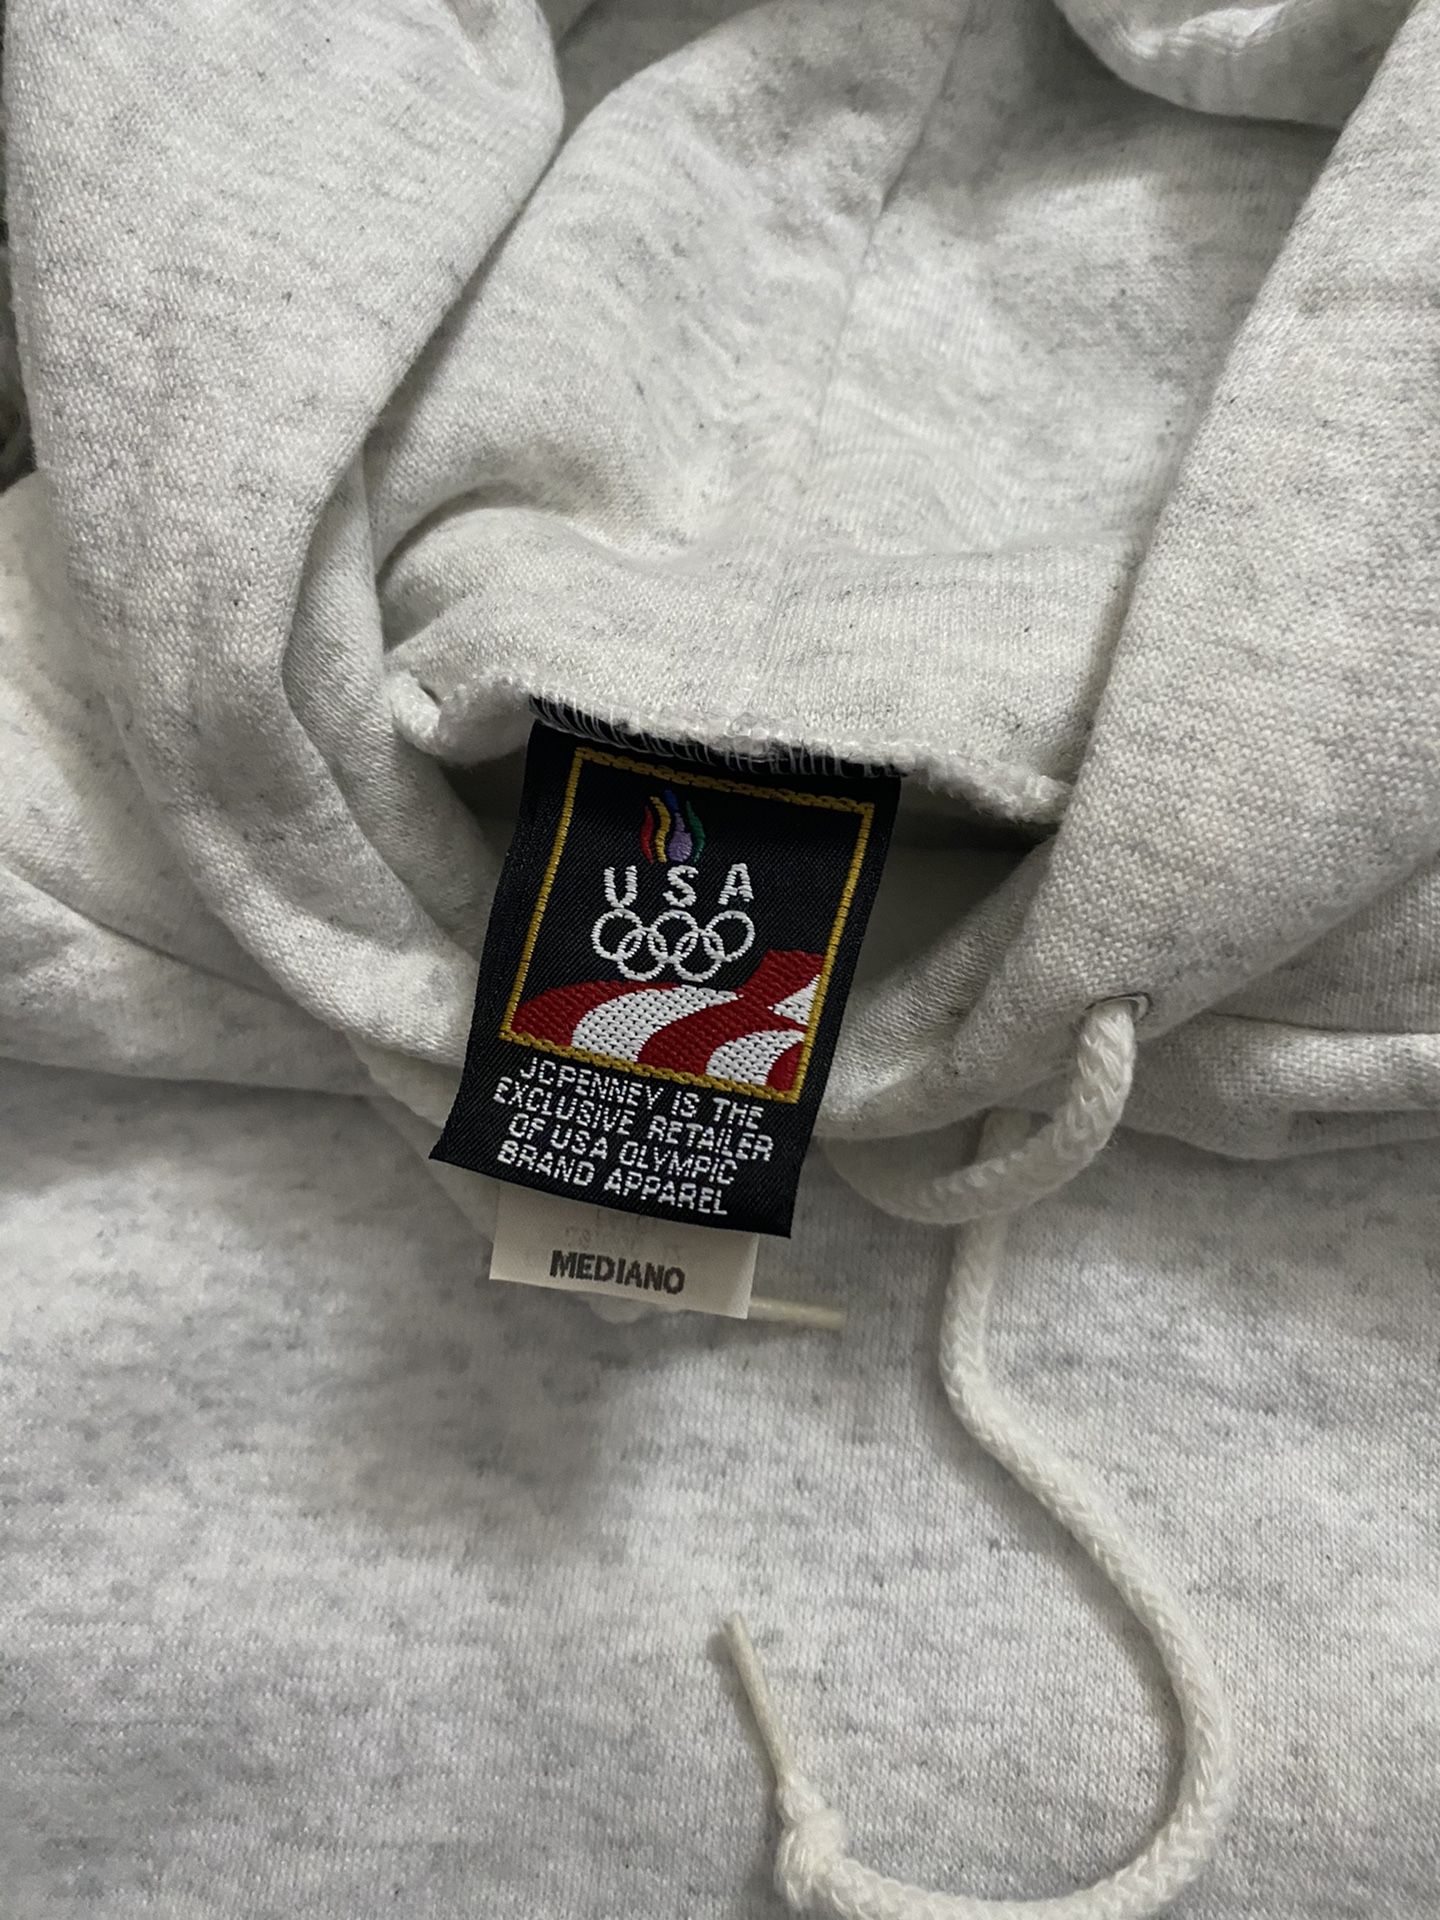 USA
JCPENNEY IS THE
EXCLUSIVE RETAILER
OF USA OLYMPIC
BRAND APPAREL
MEDIANO